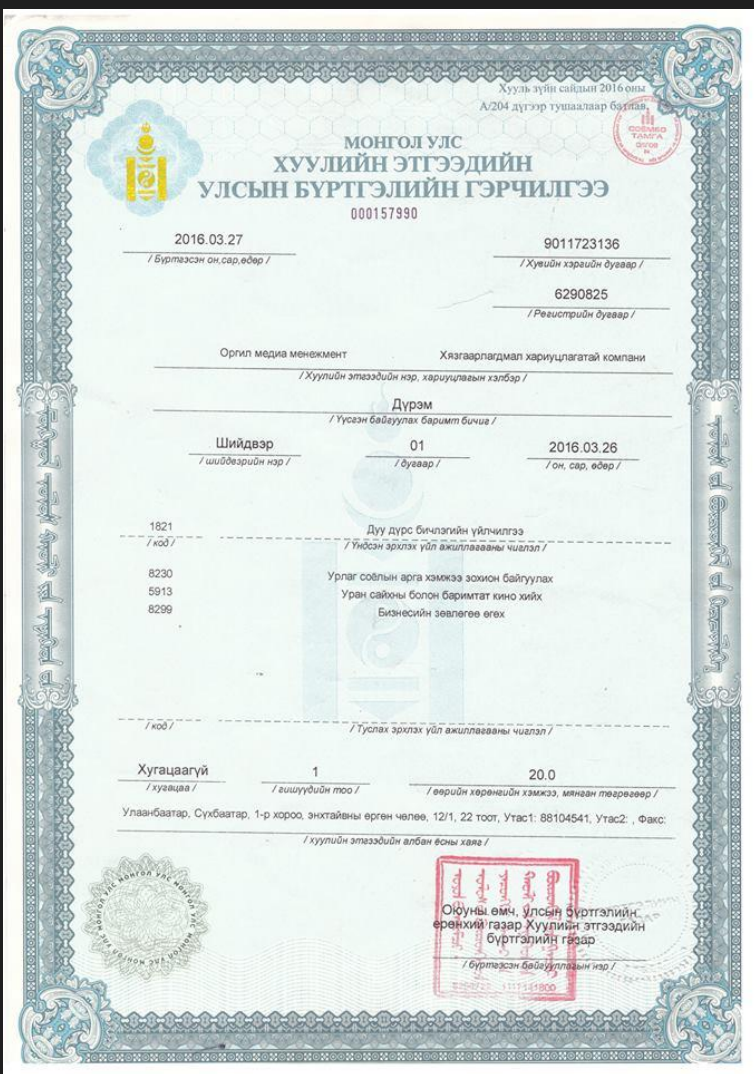 Хууль зүйн сайдын 2016 оны
А/204 дүгээр тушаалаар батлав.
СОЁМБО
ТАМГА
МОНГОЛ УЛС
ХУУЛИЙН ЭТГЭЭДИЙН
УЛСЫН БҮРТГЭЛИЙН ГЭРЧИЛГЭЭ
000157990
2016.03.27 9011723136
/ Бүртгэсэн он,сар,өдөр / / Хувийн хэргийн дугаар /
6290825
/ Регистрийн дугаар /
Оргил медиа менежмент Хязгаарлагдмал хариуцлагатай компани
/ Хуулийн этгээдийн нэр, хариуцлагын хэлбэр /
Дүрэм
/ Үүсгэн байгуулах баримт бичиг /
Шийдвэр 01 2016.03.26
/ шийдвэрийн нэр / / дугаар / / он, сар, өдөр /
1821 Дуу дүрс бичлэгийн үйлчилгээ
/ код / / Үндсэн эрхлэх үйл ажиллагааны чиглэл /
8230 Урлаг соёлын арга хэмжээ зохион байгуулах
5913 Уран сайхны болон баримтат кино хийх
8299 Бизнесийн зөвлөгөө өгөх
/ код / / Туслах эрхлэх үйл ажиллагааны чиглэл /
Хугацаагүй 1 20.0
/ хугацаа / / гишүүдийн тоо / / өөрийн хөрөнгийн хэмжээ, мянган төгрөгөөр /
Улаанбаатар, Сүхбаатар, 1-р хороо, энхтайвны өргөн чөлөө, 12/1, 22 тоот, Утас1: 88104541, Утас2: , Факс:
/ хуулийн этгээдийн албан ёсны хаяг /
Оюуны өмч, улсын бүртгэлийн
ерөнхий газар Хуулийн этгээдийн
бүртгэлийн газар
/ бүртгэсэн байгууллагын нэр /